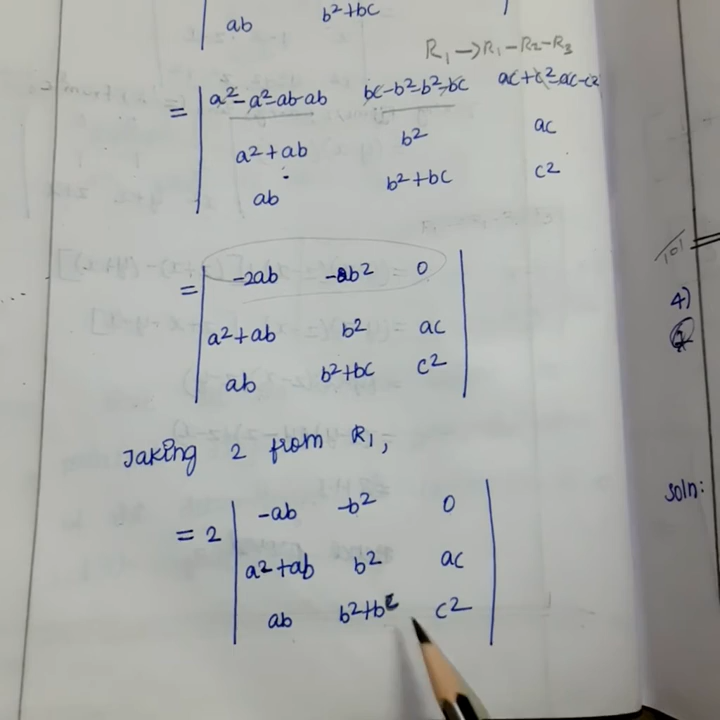 ab b²+bc
R₁→R₁-R₂-R₃
= | a²-a²-ab-ab bc-b²-b²-bc ac+c²-ac-c²
a²+ab b² ac
ab b²+bc c²
= | -2ab -2b² 0 |
a²+ab b² ac
ab b²+bc c²
Taking 2 from R₁,
= 2 | -ab -b² 0 |
a²+ab b² ac
ab b²+bc c²
4)
Soln: